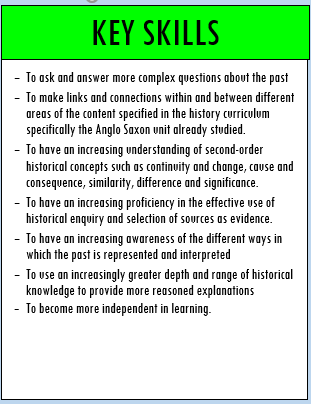 KEY SKILLS
– To ask and answer more complex questions about the past
– To make links and connections within and between different
areas of the content specified in the history curriculum
specifically the Anglo Saxon unit already studied.
– To have an increasing understanding of second-order
historical concepts such as continuity and change, cause and
consequence, similarity, difference and significance.
– To have an increasing proficiency in the effective use of
historical enquiry and selection of sources as evidence.
– To have an increasing awareness of the different ways in
which the past is represented and interpreted
– To use an increasingly greater depth and range of historical
knowledge to provide more reasoned explanations
– To become more independent in learning.